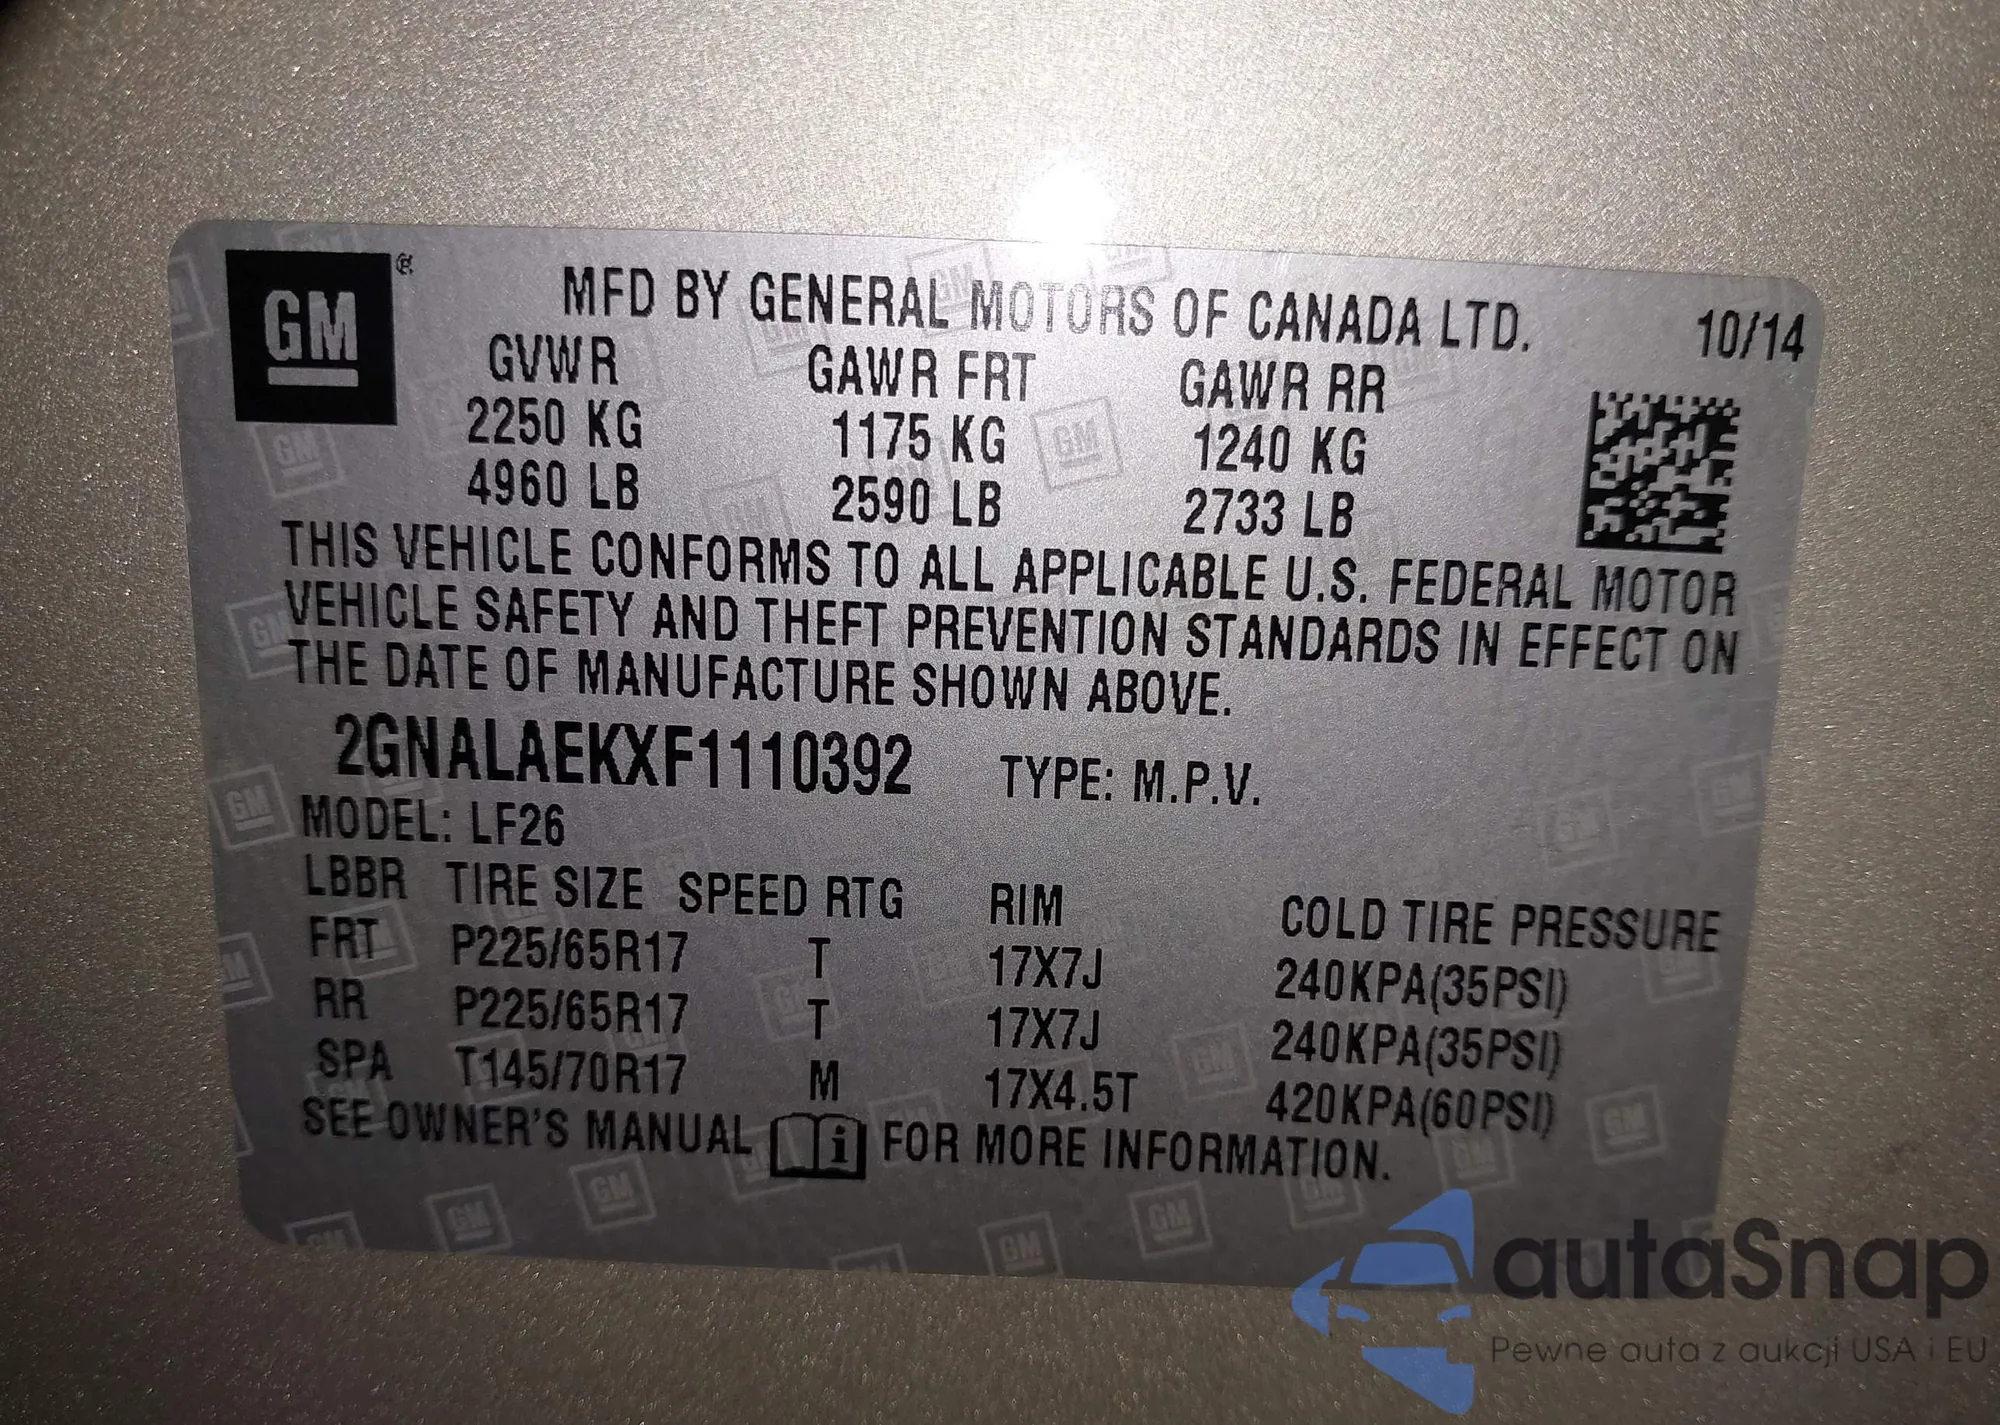 GM®
MFD BY GENERAL MOTORS OF CANADA LTD. 10/14
GVWR GAWR FRT GAWR RR
2250 KG 1175 KG 1240 KG
4960 LB 2590 LB 2733 LB
THIS VEHICLE CONFORMS TO ALL APPLICABLE U.S. FEDERAL MOTOR
VEHICLE SAFETY AND THEFT PREVENTION STANDARDS IN EFFECT ON
THE DATE OF MANUFACTURE SHOWN ABOVE.
2GNALAEKXF1110392 TYPE: M.P.V.
MODEL: LF26
LBBR TIRE SIZE SPEED RTG RIM COLD TIRE PRESSURE
FRT P225/65R17 T 17X7J 240KPA(35PSI)
RR P225/65R17 T 17X7J 240KPA(35PSI)
SPA T145/70R17 M 17X4.5T 420KPA(60PSI)
SEE OWNER'S MANUAL i FOR MORE INFORMATION.
autaSnap
Pewne auta z aukcji USA i EU